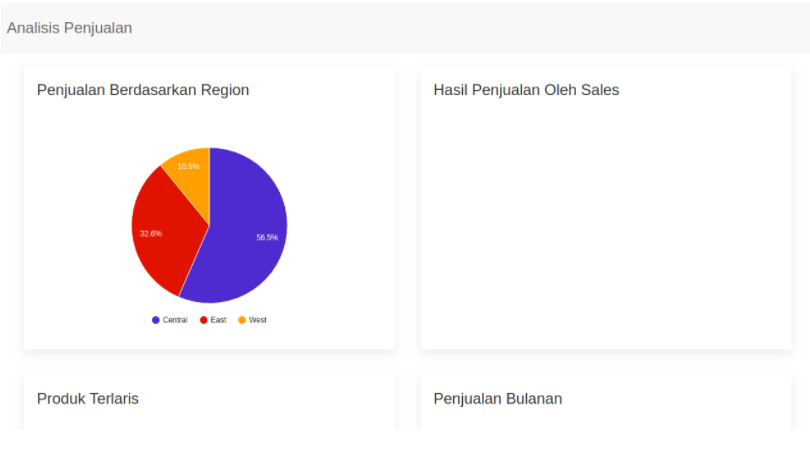 Analisis Penjualan
Penjualan Berdasarkan Region
10.9%
32.6%
56.5%
Central East West
Hasil Penjualan Oleh Sales
Produk Terlaris
Penjualan Bulanan